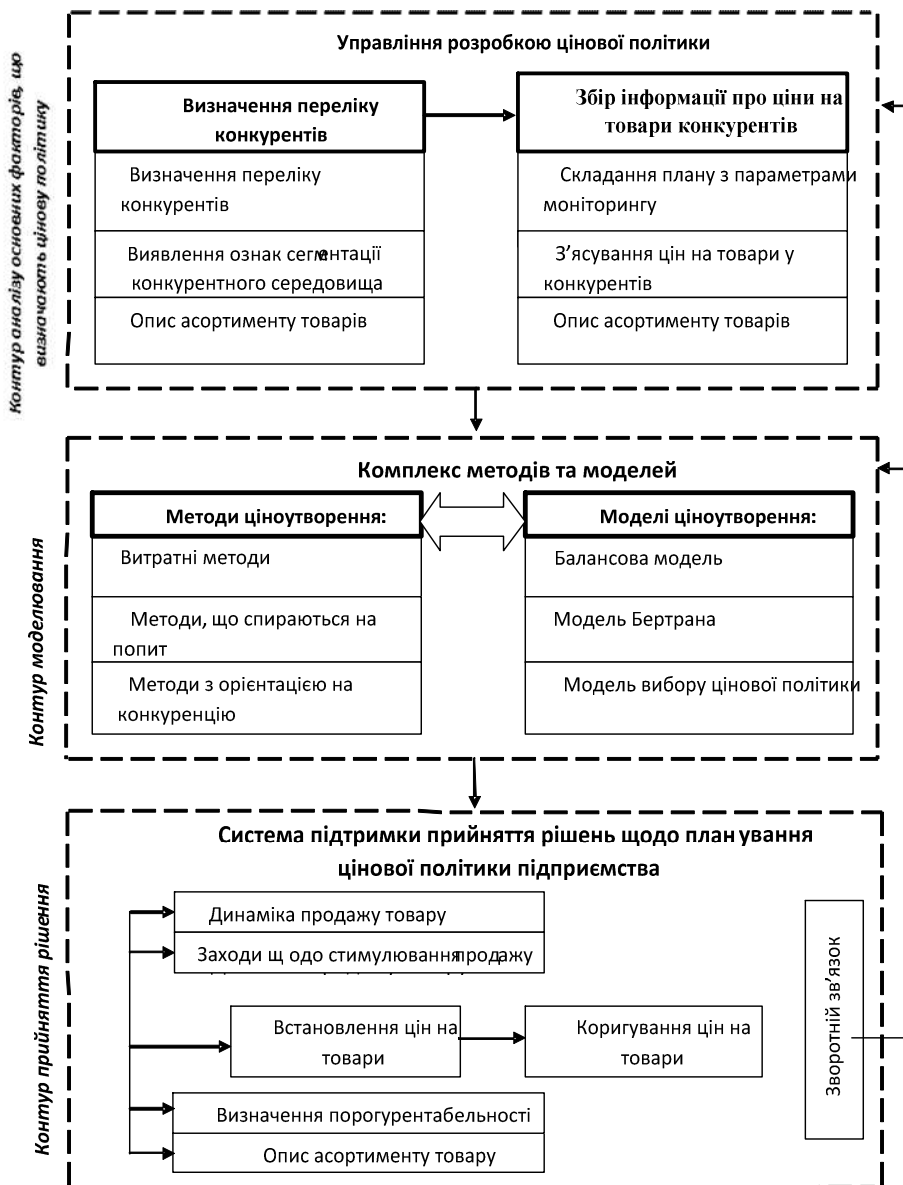 Контур аналізу основних факторів, що
визначають цінову політику
Управління розробкою цінової політики
Визначення переліку
конкурентів
Збір інформації про ціни на
товари конкурентів
Визначення переліку
конкурентів
Виявлення ознак сегментації
конкурентного середовища
Опис асортименту товарів
Складання плану з параметрами
моніторингу
З’ясування цін на товари у
конкурентів
Опис асортименту товарів
Контур моделювання
Комплекс методів та моделей
Методи ціноутворення:
Моделі ціноутворення:
Витратні методи
Методи, що спираються на
попит
Методи з орієнтацією на
конкуренцію
Балансова модель
Модель Бертрана
Модель вибору цінової політики
Контур прийняття рішення
Система підтримки прийняття рішень щодо план ування
цінової політики підприємства
Динаміка продажу товару
Заходи щ одо стимулювання продажу
Встановлення цін на
товари
Коригування цін на
товари
Визначення порогурентабельності
Опис асортименту товару
Зворотній зв’язок